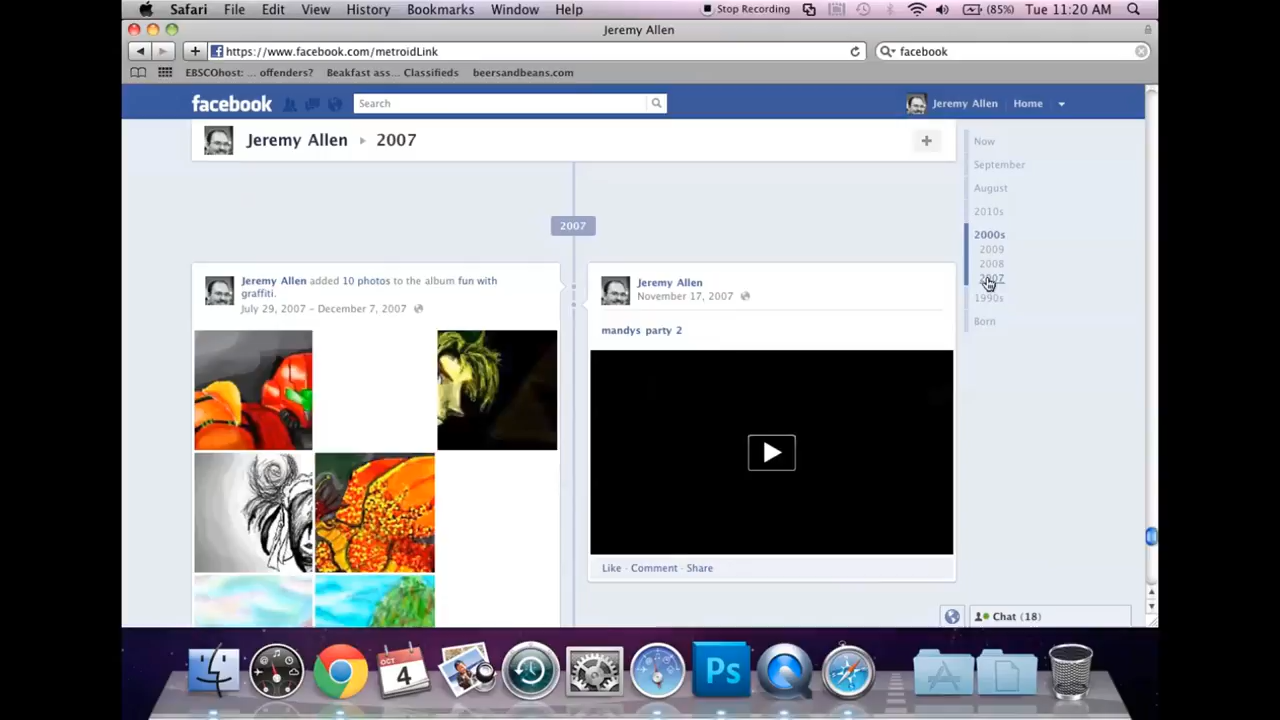 Safari File Edit View History Bookmarks Window Help Stop Recording (85%) Tue 11:20 AM
Jeremy Allen
https://www.facebook.com/metroidLink facebook
EBSCOhost: ... offenders? Beakfast ass... Classifieds beersandbeans.com
facebook Search Jeremy Allen Home
Jeremy Allen 2007
Now
September
August
2010s
2000s
2009
2008
2007
1990s
Born
2007
Jeremy Allen added 10 photos to the album fun with
graffiti.
July 29, 2007 – December 7, 2007
Jeremy Allen
November 17, 2007
mandys party 2
Like · Comment · Share
Chat (18)
OCT
4
Ps